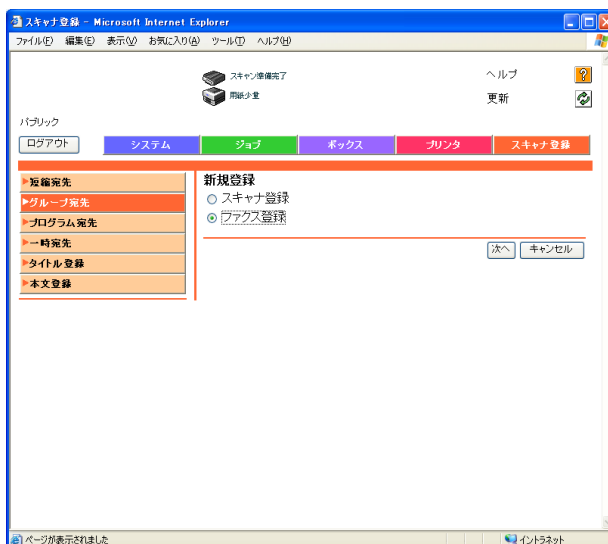 スキャナ登録 - Microsoft Internet Explorer
ファイル(F) 編集(E) 表示(V) お気に入り(A) ツール(T) ヘルプ(H)
スキャン準備完了
用紙少量
ヘルプ
更新
パブリック
ログアウト システム ジョブ ボックス プリンタ スキャナ登録
短縮宛先
グループ宛先
プログラム宛先
一時宛先
タイトル登録
本文登録
新規登録
スキャナ登録
ファクス登録
次へ キャンセル
ページが表示されました イントラネット